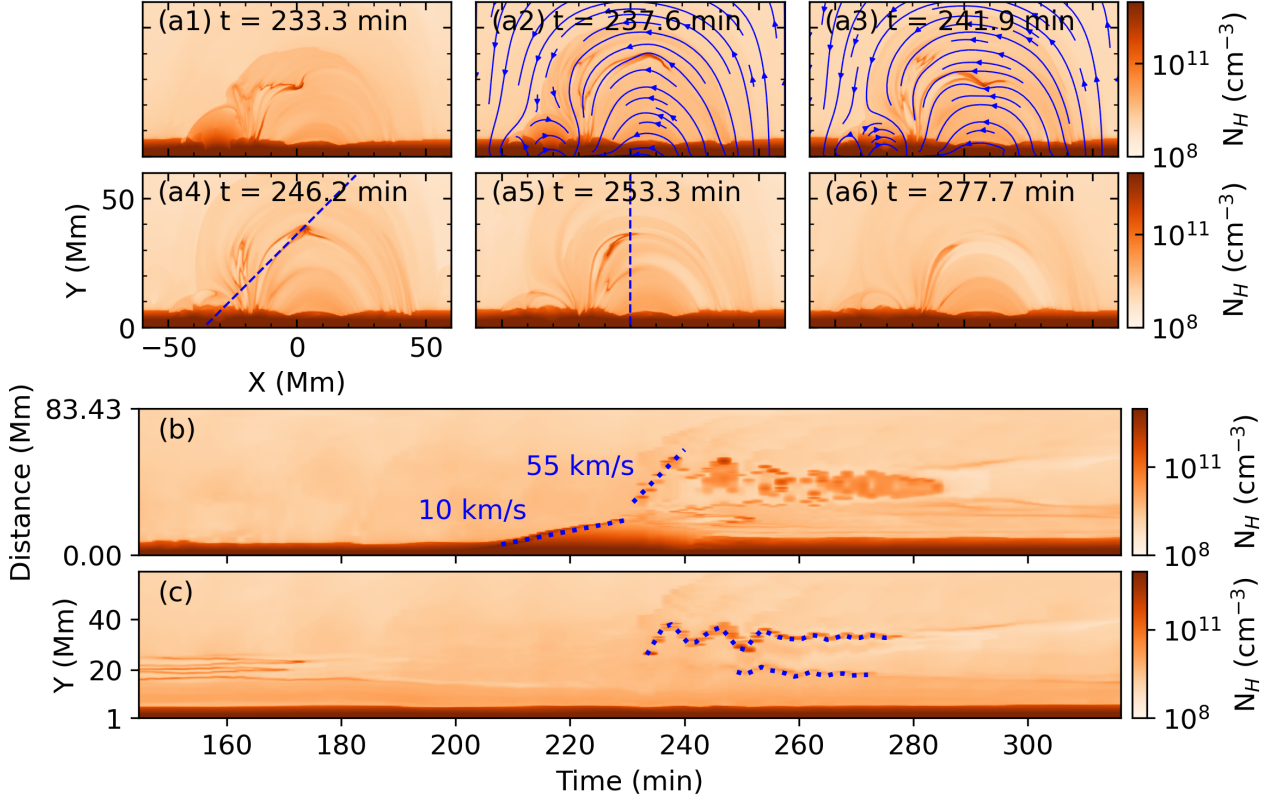 (a1) t = 233.3 min
(a2) t = 237.6 min
(a3) t = 241.9 min
10¹¹
10⁸
N_H (cm⁻³)
(a4) t = 246.2 min
(a5) t = 253.3 min
(a6) t = 277.7 min
50
0
Y (Mm)
−50 0 50
X (Mm)
10¹¹
10⁸
N_H (cm⁻³)
83.43
0.00
Distance (Mm)
(b)
55 km/s
10 km/s
10¹¹
10⁸
N_H (cm⁻³)
(c)
40
20
1
Y (Mm)
10¹¹
10⁸
N_H (cm⁻³)
160 180 200 220 240 260 280 300
Time (min)